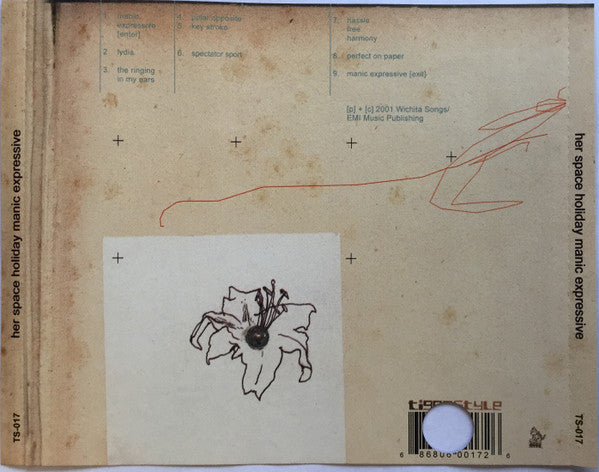 1. manic
expressive
[enter]
2. lydia
3. the ringing
in my ears
4. polar opposite
5. key stroke
6. spectator sport
7. hassle
free
harmony
8. perfect on paper
9. manic expressive [exit]
[p] + [c] 2001 Wichita Songs/
EMI Music Publishing
her space holiday manic expressive
TS-017
her space holiday manic expressive
TS-017
tigerstyle
6 86806 00172 6